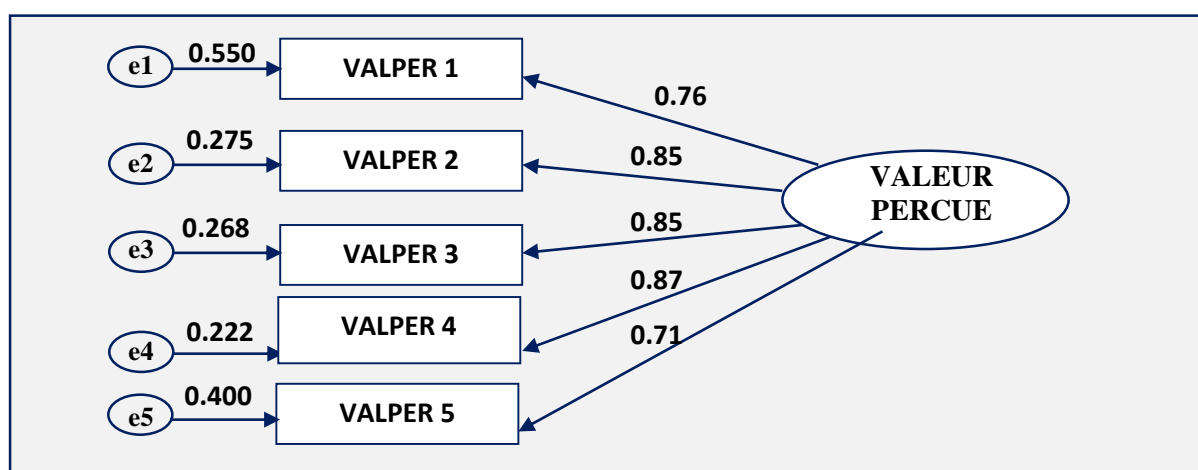 e1
0.550
VALPER 1
0.76
e2
0.275
VALPER 2
0.85
VALEUR
PERCUE
e3
0.268
VALPER 3
0.85
0.87
e4
0.222
VALPER 4
0.71
e5
0.400
VALPER 5